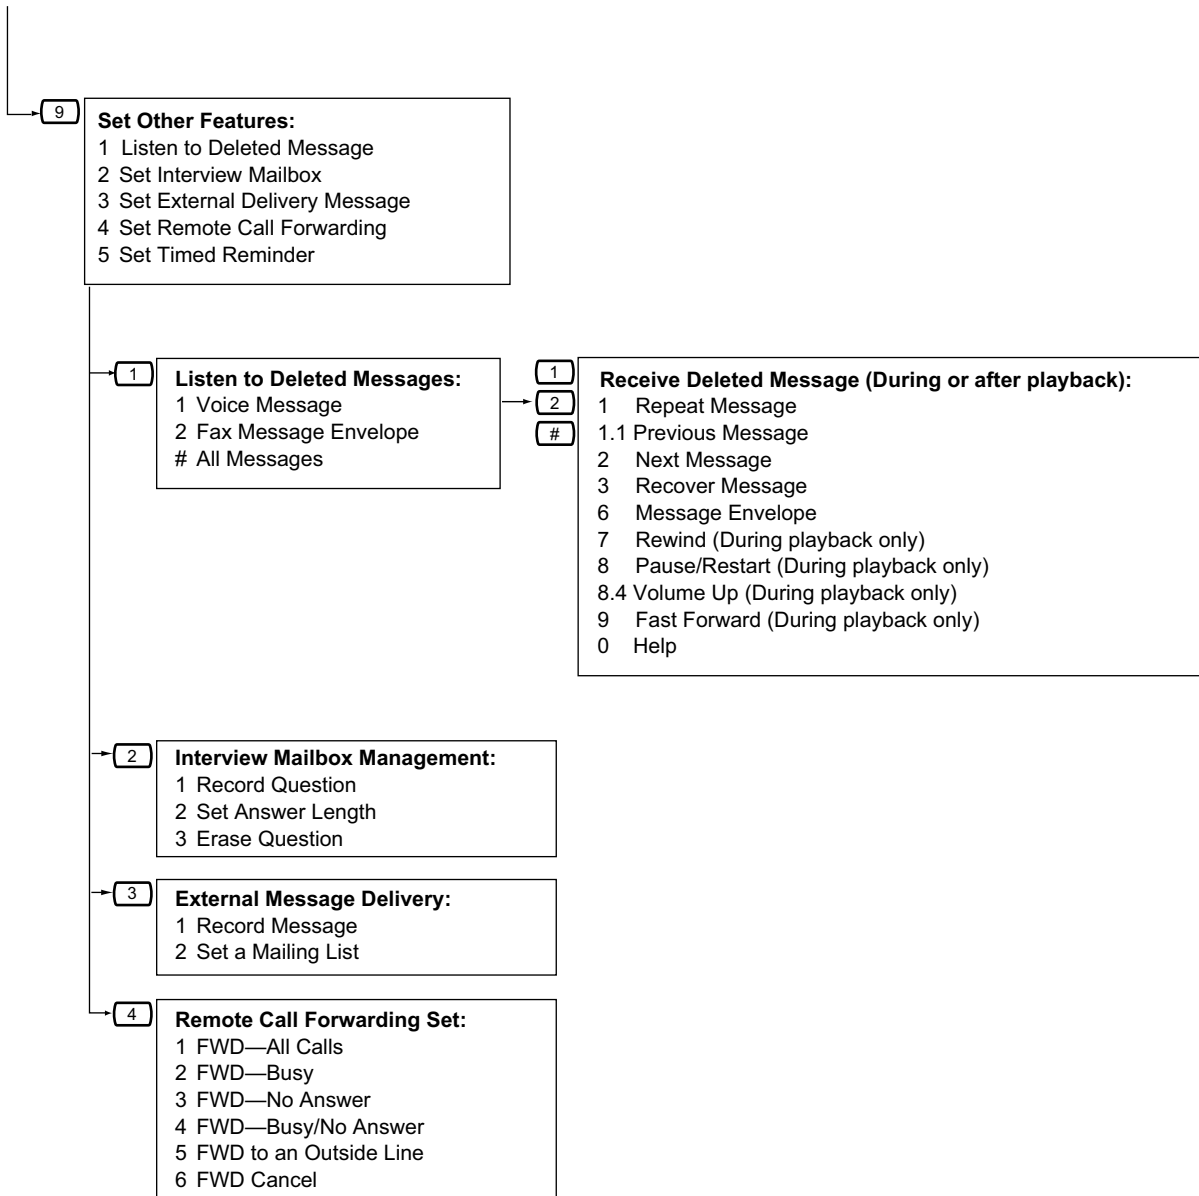 9
Set Other Features:
1 Listen to Deleted Message
2 Set Interview Mailbox
3 Set External Delivery Message
4 Set Remote Call Forwarding
5 Set Timed Reminder
1
Listen to Deleted Messages:
1 Voice Message
2 Fax Message Envelope
# All Messages
1
2
#
Receive Deleted Message (During or after playback):
1 Repeat Message
1.1 Previous Message
2 Next Message
3 Recover Message
6 Message Envelope
7 Rewind (During playback only)
8 Pause/Restart (During playback only)
8.4 Volume Up (During playback only)
9 Fast Forward (During playback only)
0 Help
2
Interview Mailbox Management:
1 Record Question
2 Set Answer Length
3 Erase Question
3
External Message Delivery:
1 Record Message
2 Set a Mailing List
4
Remote Call Forwarding Set:
1 FWD—All Calls
2 FWD—Busy
3 FWD—No Answer
4 FWD—Busy/No Answer
5 FWD to an Outside Line
6 FWD Cancel